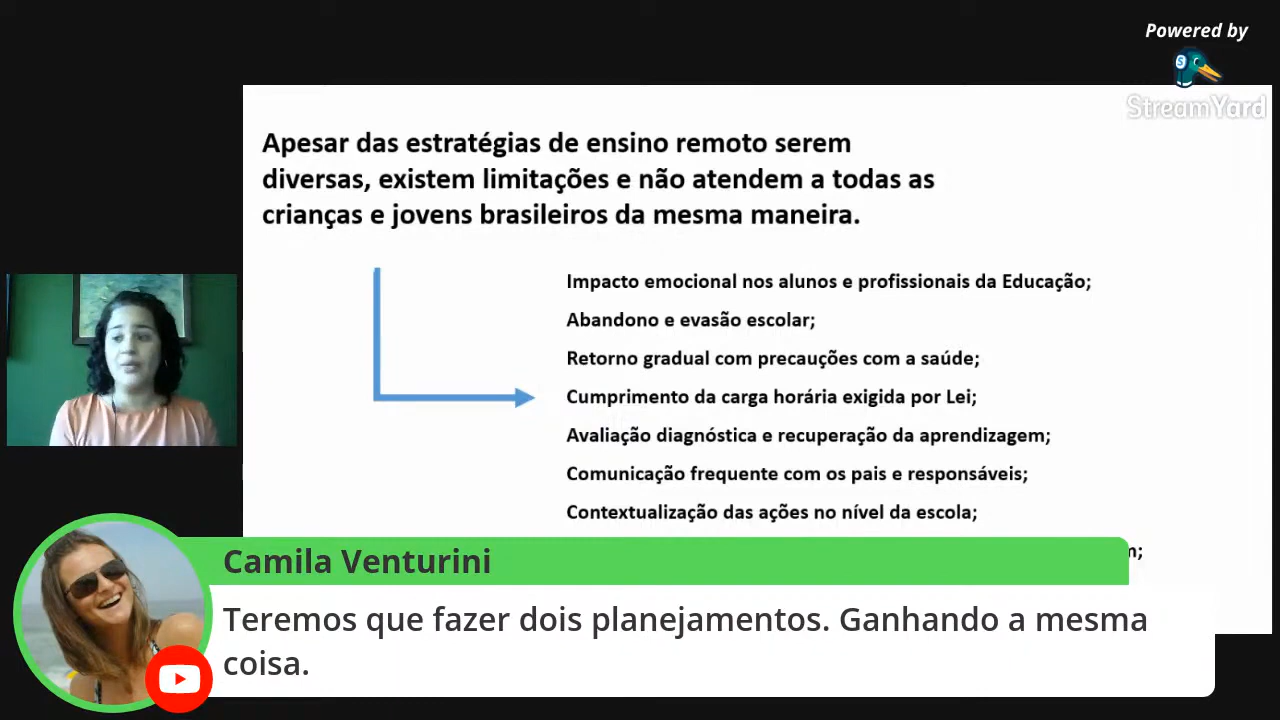 Powered by
StreamYard
Apesar das estratégias de ensino remoto serem
diversas, existem limitações e não atendem a todas as
crianças e jovens brasileiros da mesma maneira.
Impacto emocional nos alunos e profissionais da Educação;
Abandono e evasão escolar;
Retorno gradual com precauções com a saúde;
Cumprimento da carga horária exigida por Lei;
Avaliação diagnóstica e recuperação da aprendizagem;
Comunicação frequente com os pais e responsáveis;
Contextualização das ações no nível da escola;
Camila Venturini
Teremos que fazer dois planejamentos. Ganhando a mesma
coisa.